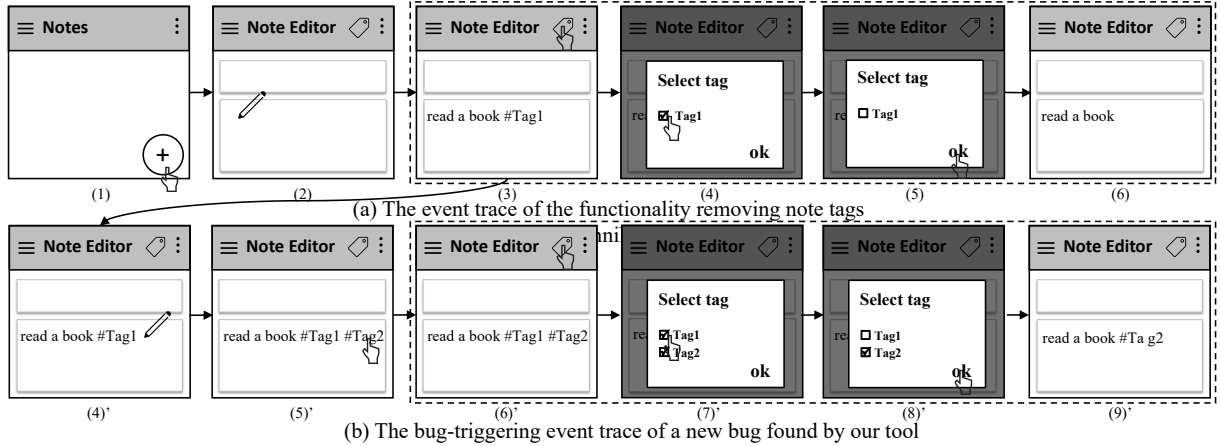 Notes
Note Editor
Note Editor
Note Editor
Note Editor
Note Editor
+
read a book #Tag1
Select tag
rea
Tag1
ok
Select tag
re
Tag1
ok
read a book
(1)
(2)
(3)
(4)
(5)
(6)
(a) The event trace of the functionality removing note tags
Note Editor
Note Editor
Note Editor
Note Editor
Note Editor
Note Editor
read a book #Tag1
read a book #Tag1 #Tag2
read a book #Tag1 #Tag2
Select tag
rea
Tag1
Tag2
ok
Select tag
re
Tag1
Tag2
ok
read a book #Ta g2
(4)’
(5)’
(6)’
(7)’
(8)’
(9)’
(b) The bug-triggering event trace of a new bug found by our tool